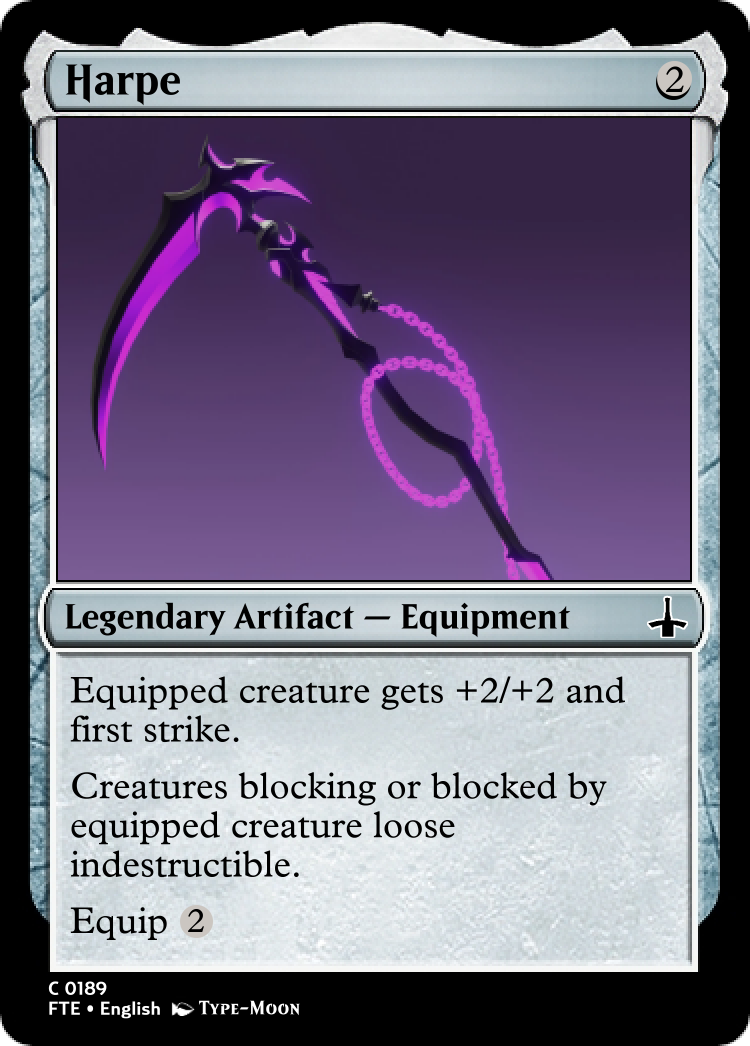 Harpe 2
Legendary Artifact — Equipment
Equipped creature gets +2/+2 and
first strike.
Creatures blocking or blocked by
equipped creature loose
indestructible.
Equip 2
C 0189
FTE • English Type-Moon